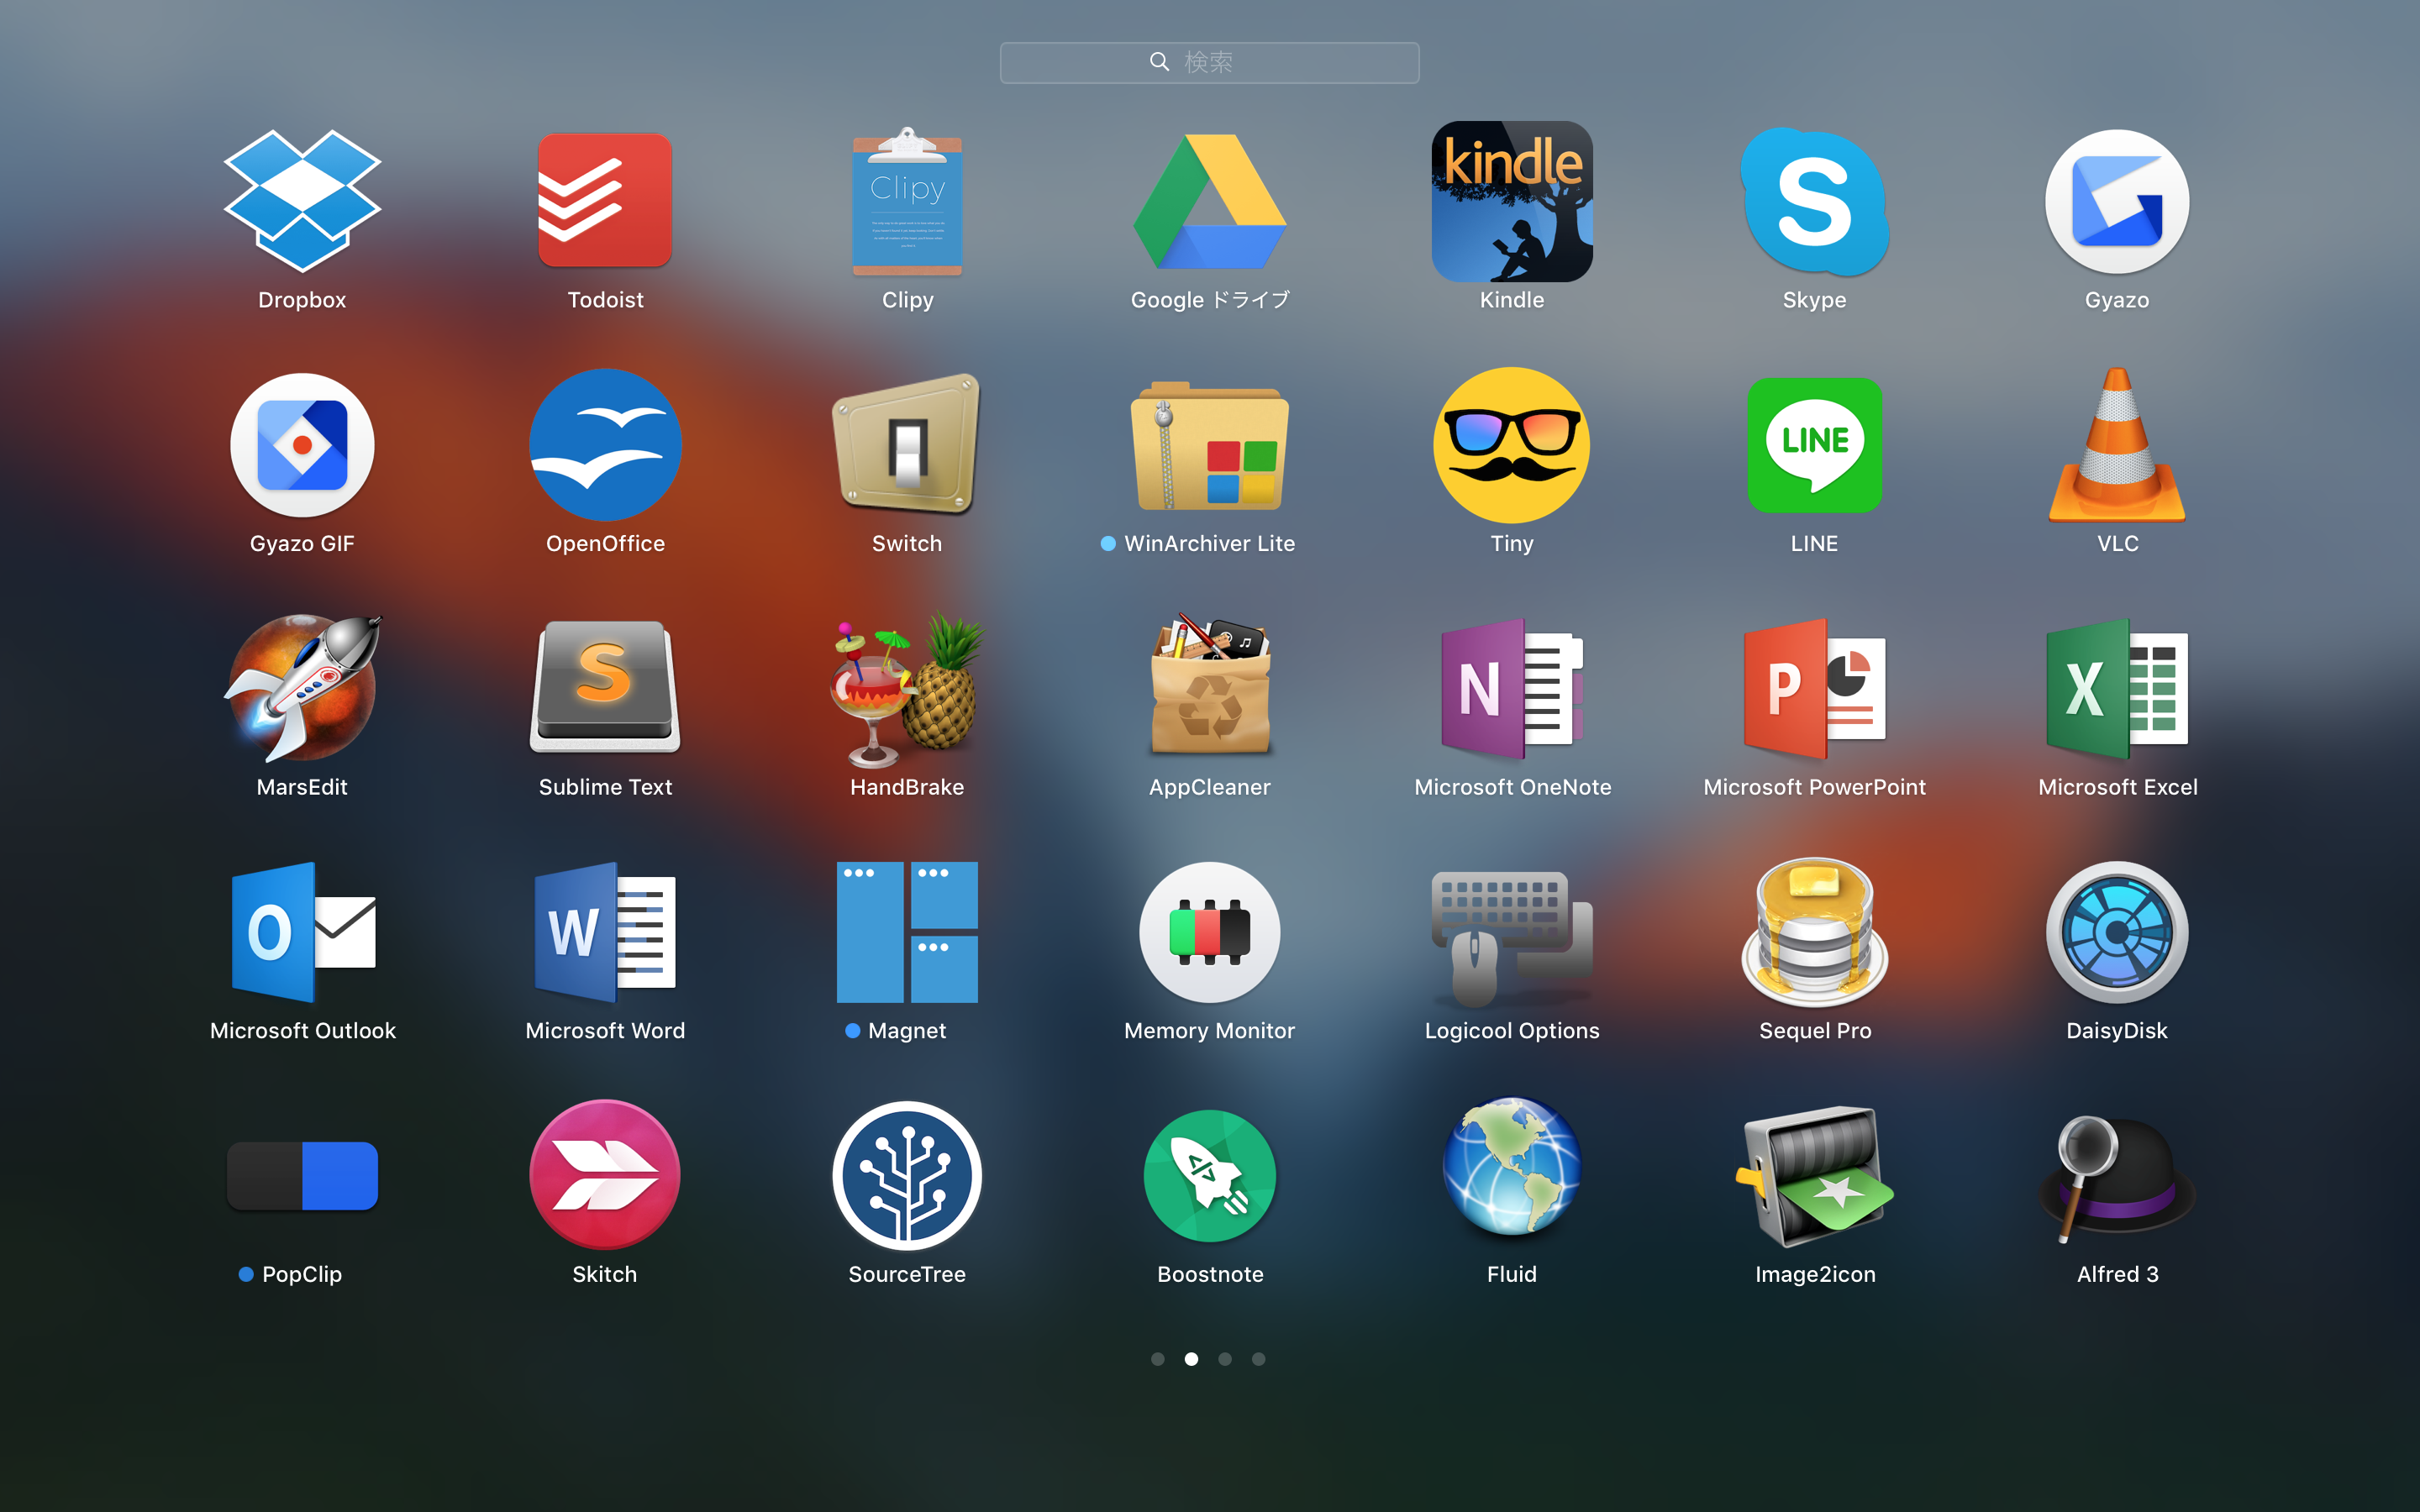 検索
Clipy
kindle
S
Dropbox
Todoist
Clipy
Google ドライブ
Kindle
Skype
Gyazo
LINE
Gyazo GIF
OpenOffice
Switch
WinArchiver Lite
Tiny
LINE
VLC
S
N
P
X
MarsEdit
Sublime Text
HandBrake
AppCleaner
Microsoft OneNote
Microsoft PowerPoint
Microsoft Excel
O
W
Microsoft Outlook
Microsoft Word
Magnet
Memory Monitor
Logicool Options
Sequel Pro
DaisyDisk
PopClip
Skitch
SourceTree
Boostnote
Fluid
Image2icon
Alfred 3